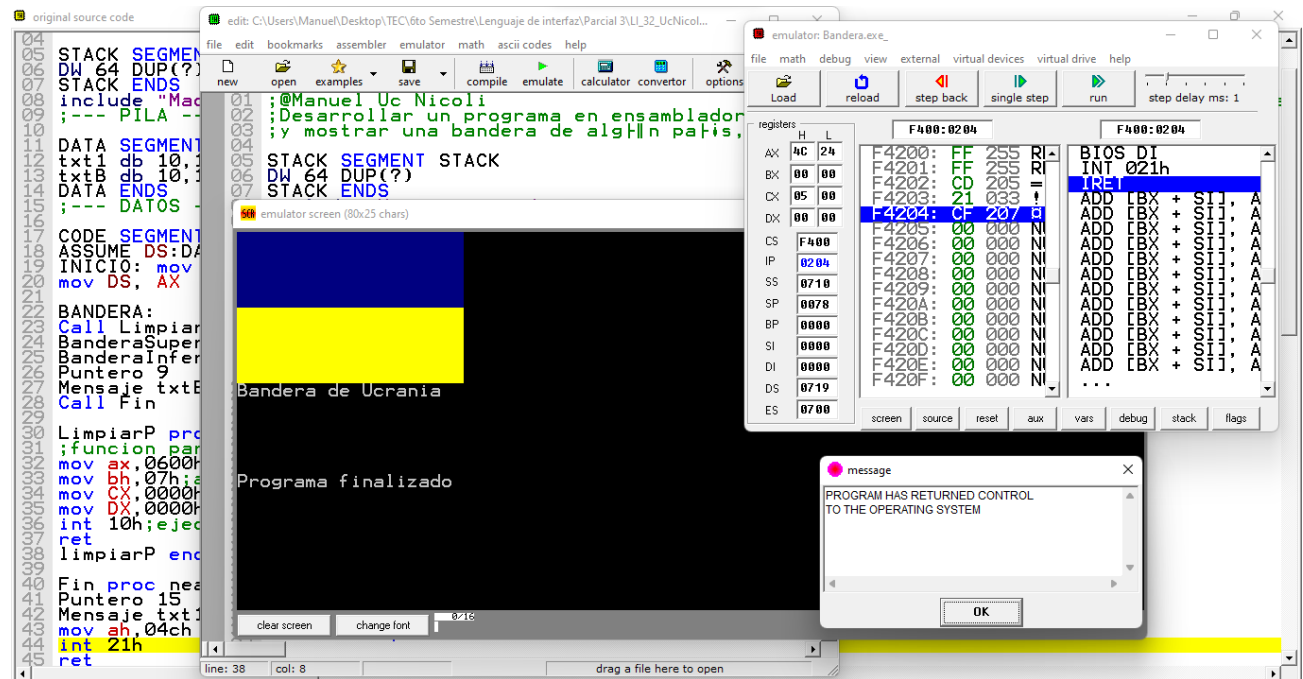 original source code
04
05 STACK SEGMEN
06 DW 64 DUP(?)
07 STACK ENDS
08 include "Mac
09 ;--- PILA --
10
11 DATA SEGMENT
12 txt1 db 10,1
13 txtB db 10,1
14 DATA ENDS
15 ;--- DATOS -
16
17 CODE SEGMENT
18 ASSUME DS:DA
19 INICIO: mov
20 mov DS, AX
21
22 BANDERA:
23 Call Limpiar
24 BanderaSuper
25 BanderaInfer
26 Puntero 9
27 Mensaje txtB
28 Call Fin
29
30 LimpiarP pro
31 ;funcion par
32 mov ax,0600h
33 mov bh,07h;a
34 mov CX,0000h
35 mov DX,0000h
36 int 10h;ejec
37 ret
38 limpiarP end
39
40 Fin proc nea
41 Puntero 15
42 Mensaje txt1
43 mov ah,04ch
44 int 21h
45 ret
edit: C:\Users\Manuel\Desktop\TEC\6to Semestre\Lenguaje de interfaz\Parcial 3\LI_32_UcNicol...
file edit bookmarks assembler emulator math ascii codes help
new open examples save compile emulate calculator convertor options
01 ;@Manuel Uc Nicoli
02 ;Desarrollar un programa en ensamblador
03 ;y mostrar una bandera de alg├║n pa├¡s,
04
05 STACK SEGMENT STACK
06 DW 64 DUP(?)
07 STACK ENDS
emulator screen (80x25 chars)
Bandera de Ucrania
Programa finalizado
clear screen change font 0/16
line: 38 col: 8 drag a file here to open
emulator: Bandera.exe_
file math debug view external virtual devices virtual drive help
Load reload step back single step run step delay ms: 1
registers F400:0204 F400:0204
H L
AX 4C 24
BX 00 00
CX 05 00
DX 00 00
CS F400
IP 0204
SS 0710
SP 0078
BP 0000
SI 0000
DI 0000
DS 0719
ES 0700
F4200: FF 255 RE
F4201: FF 255 RE
F4202: CD 205 =
F4203: 21 033 !
F4204: CF 207 ¤
F4205: 00 000 NU
F4206: 00 000 NU
F4207: 00 000 NU
F4208: 00 000 NU
F4209: 00 000 NU
F420A: 00 000 NU
F420B: 00 000 NU
F420C: 00 000 NU
F420D: 00 000 NU
F420E: 00 000 NU
F420F: 00 000 NU
BIOS DI
INT 021h
IRET
ADD [BX + SI], A
ADD [BX + SI], A
ADD [BX + SI], A
ADD [BX + SI], A
ADD [BX + SI], A
ADD [BX + SI], A
ADD [BX + SI], A
ADD [BX + SI], A
ADD [BX + SI], A
ADD [BX + SI], A
ADD [BX + SI], A
ADD [BX + SI], A
...
screen source reset aux vars debug stack flags
message
PROGRAM HAS RETURNED CONTROL
TO THE OPERATING SYSTEM
OK